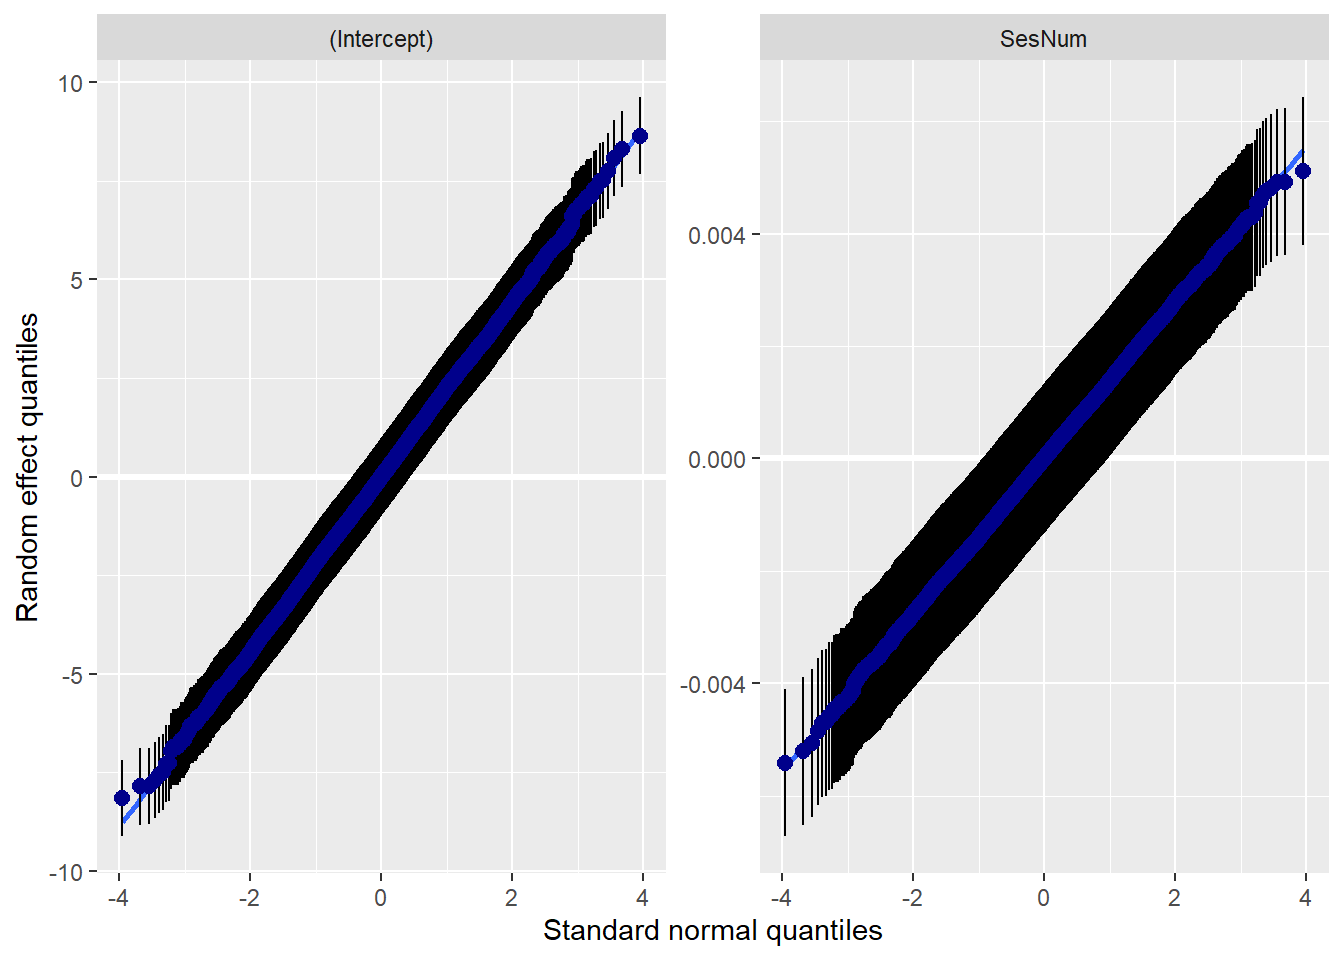 (Intercept)
SesNum
Random effect quantiles
10
5
0
-5
-10
0.004
0.000
-0.004
-4 -2 0 2 4
-4 -2 0 2 4
Standard normal quantiles